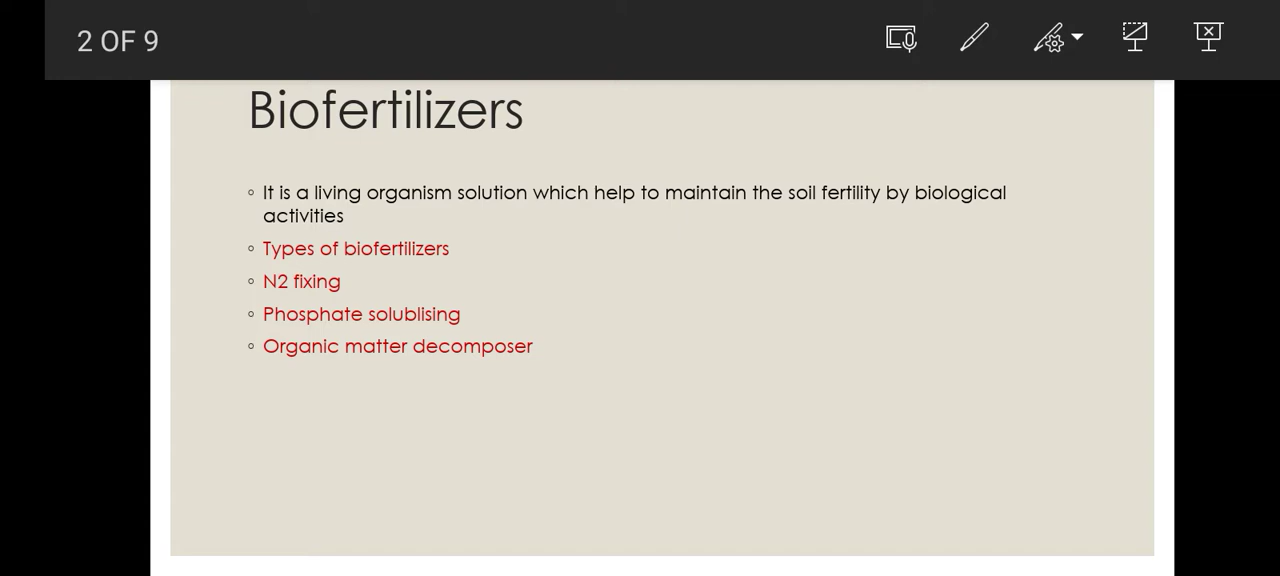 2 OF 9
Biofertilizers
◦ It is a living organism solution which help to maintain the soil fertility by biological
activities
◦ Types of biofertilizers
◦ N2 fixing
◦ Phosphate solublising
◦ Organic matter decomposer